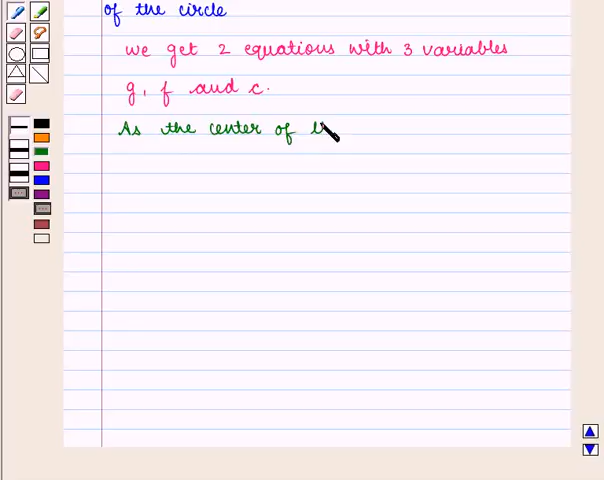 of the circle
we get 2 equations with 3 variables
g, f and c.
As the center of